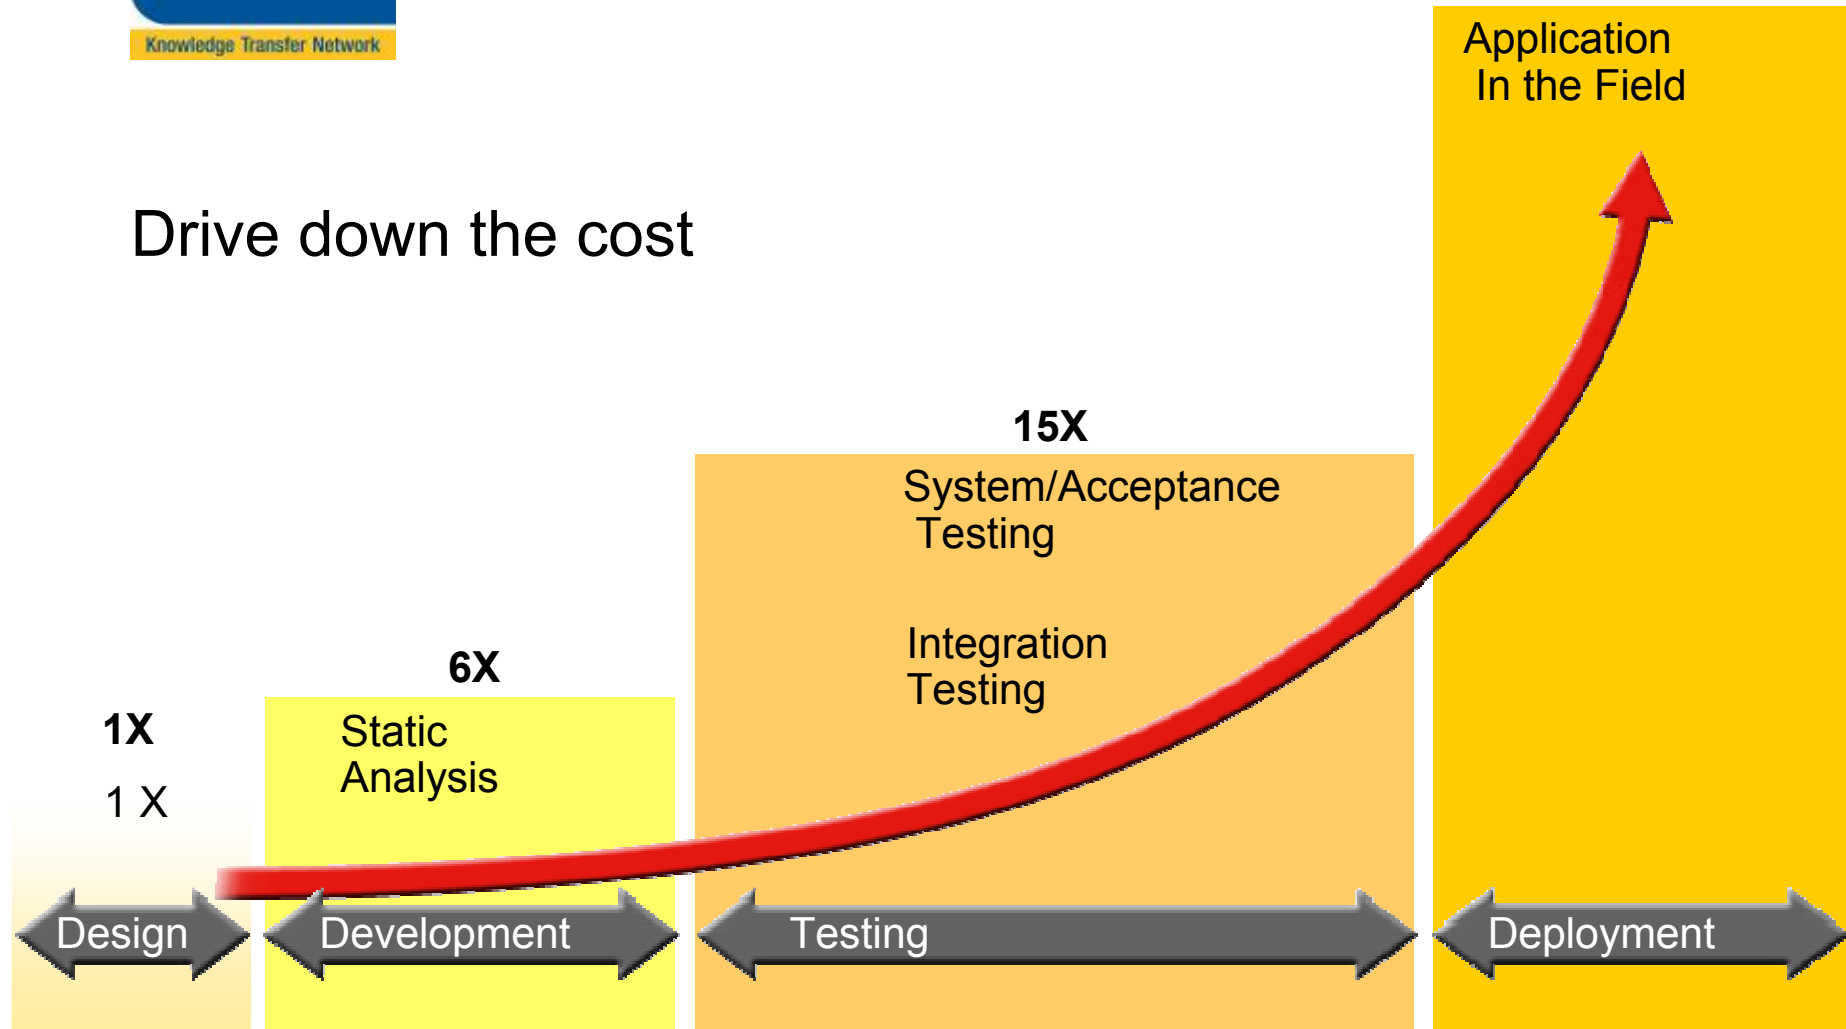 Knowledge Transfer Network
Application
In the Field
Drive down the cost
15X
System/Acceptance
Testing
Integration
Testing
6X
Static
Analysis
1X
1 X
Design
Development
Testing
Deployment